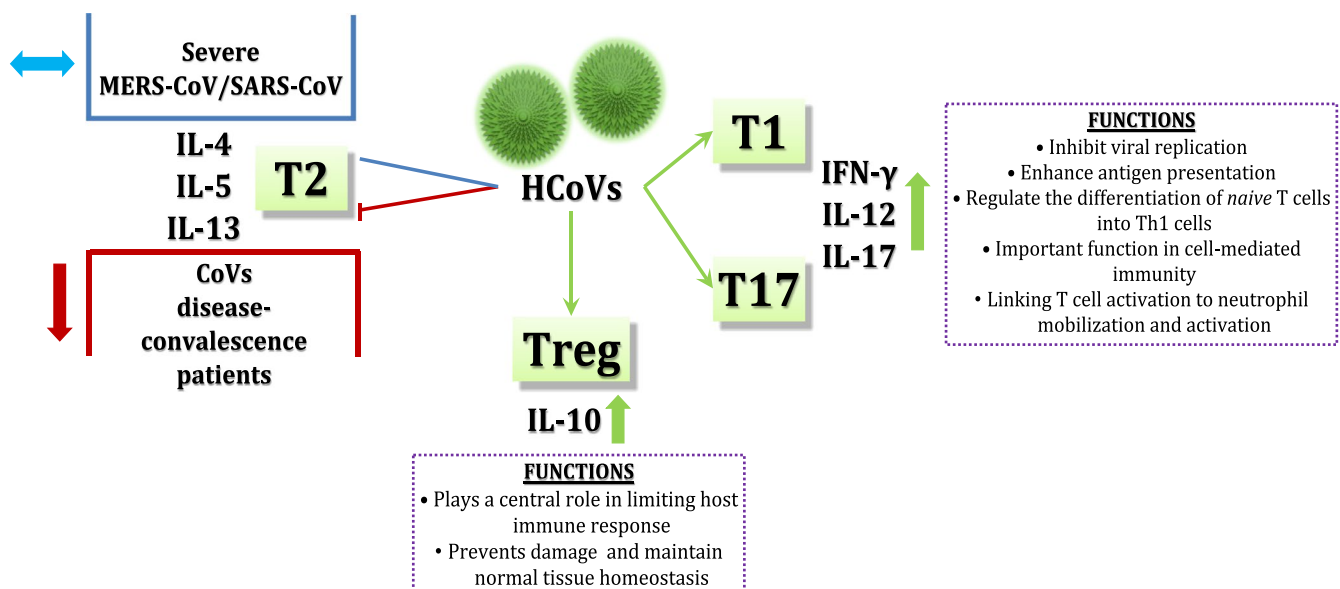 Severe
MERS-CoV/SARS-CoV
IL-4
IL-5
IL-13
T2
CoVs
disease-
convalescence
patients
HCoVs
Treg
IL-10
FUNCTIONS
• Plays a central role in limiting host
immune response
• Prevents damage and maintain
normal tissue homeostasis
T1
T17
IFN-γ
IL-12
IL-17
FUNCTIONS
• Inhibit viral replication
• Enhance antigen presentation
• Regulate the differentiation of naive T cells
into Th1 cells
• Important function in cell-mediated
immunity
• Linking T cell activation to neutrophil
mobilization and activation